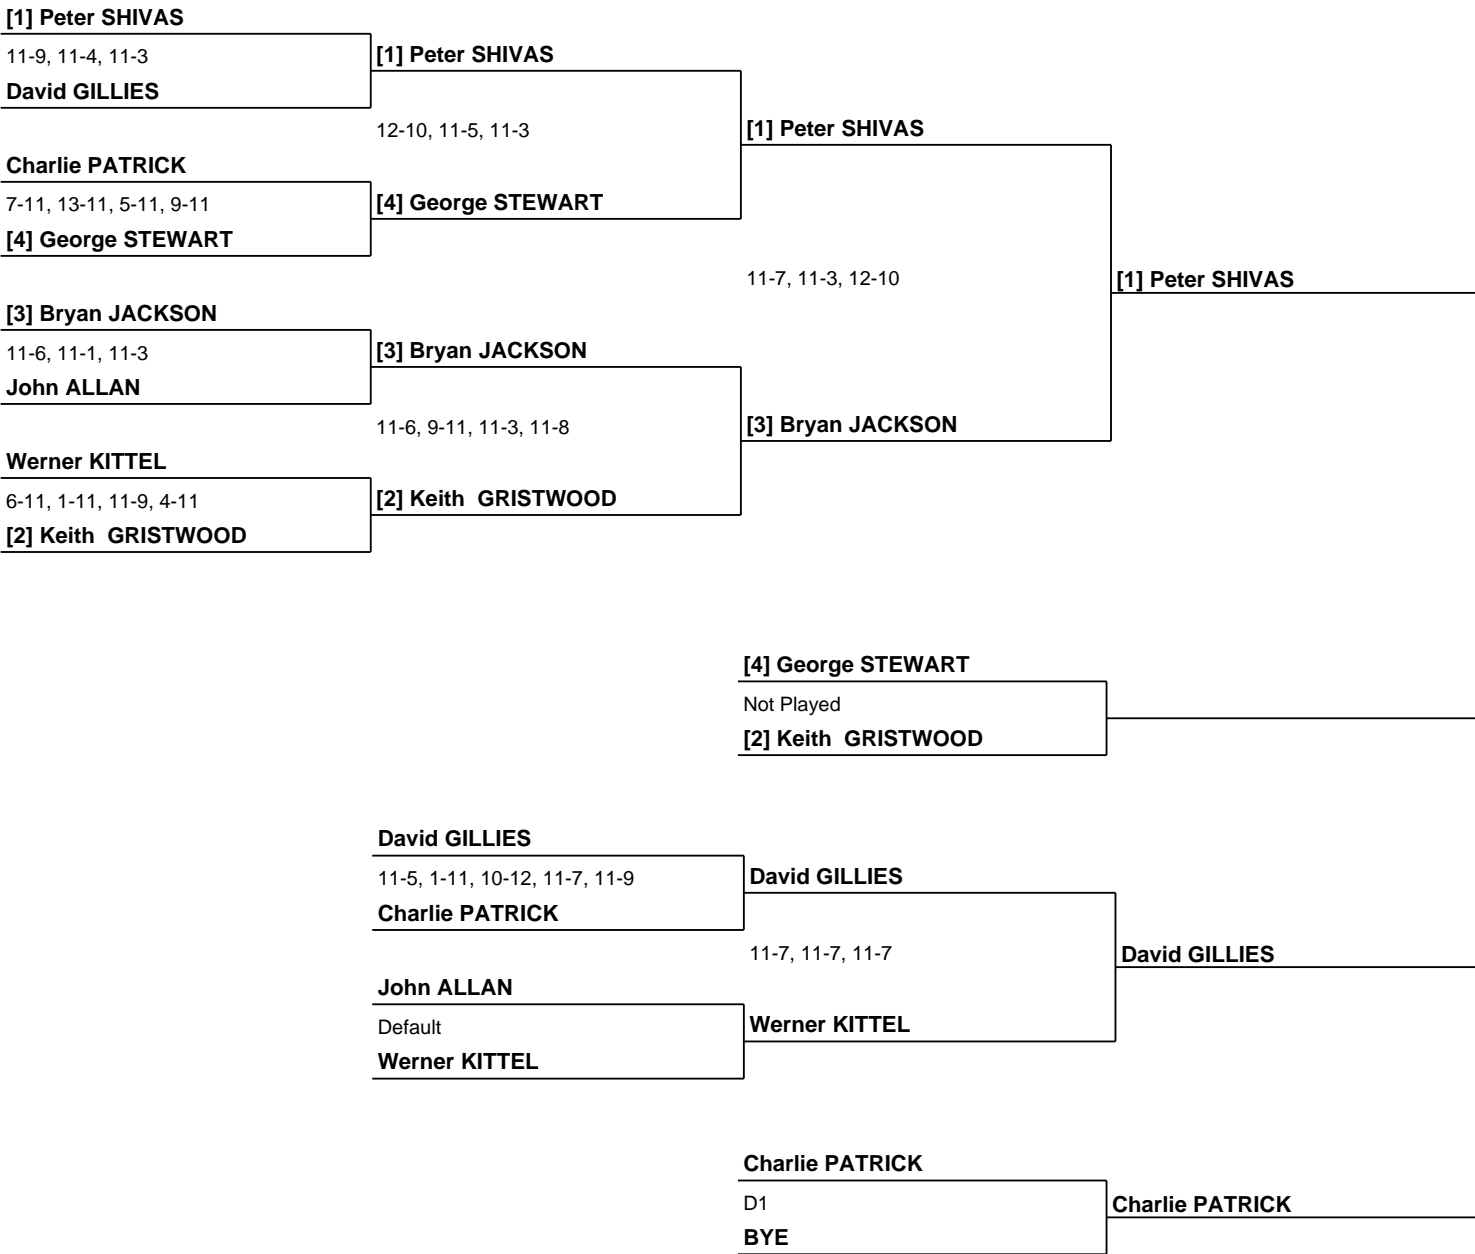 [1] Peter SHIVAS
11-9, 11-4, 11-3
[1] Peter SHIVAS
David GILLIES
12-10, 11-5, 11-3
[1] Peter SHIVAS
Charlie PATRICK
7-11, 13-11, 5-11, 9-11
[4] George STEWART
[4] George STEWART
11-7, 11-3, 12-10
[1] Peter SHIVAS
[3] Bryan JACKSON
11-6, 11-1, 11-3
[3] Bryan JACKSON
John ALLAN
11-6, 9-11, 11-3, 11-8
[3] Bryan JACKSON
Werner KITTEL
6-11, 1-11, 11-9, 4-11
[2] Keith  GRISTWOOD
[2] Keith  GRISTWOOD
[4] George STEWART
Not Played
[2] Keith  GRISTWOOD
David GILLIES
11-5, 1-11, 10-12, 11-7, 11-9
David GILLIES
Charlie PATRICK
11-7, 11-7, 11-7
David GILLIES
John ALLAN
Default
Werner KITTEL
Werner KITTEL
Charlie PATRICK
D1
Charlie PATRICK
BYE